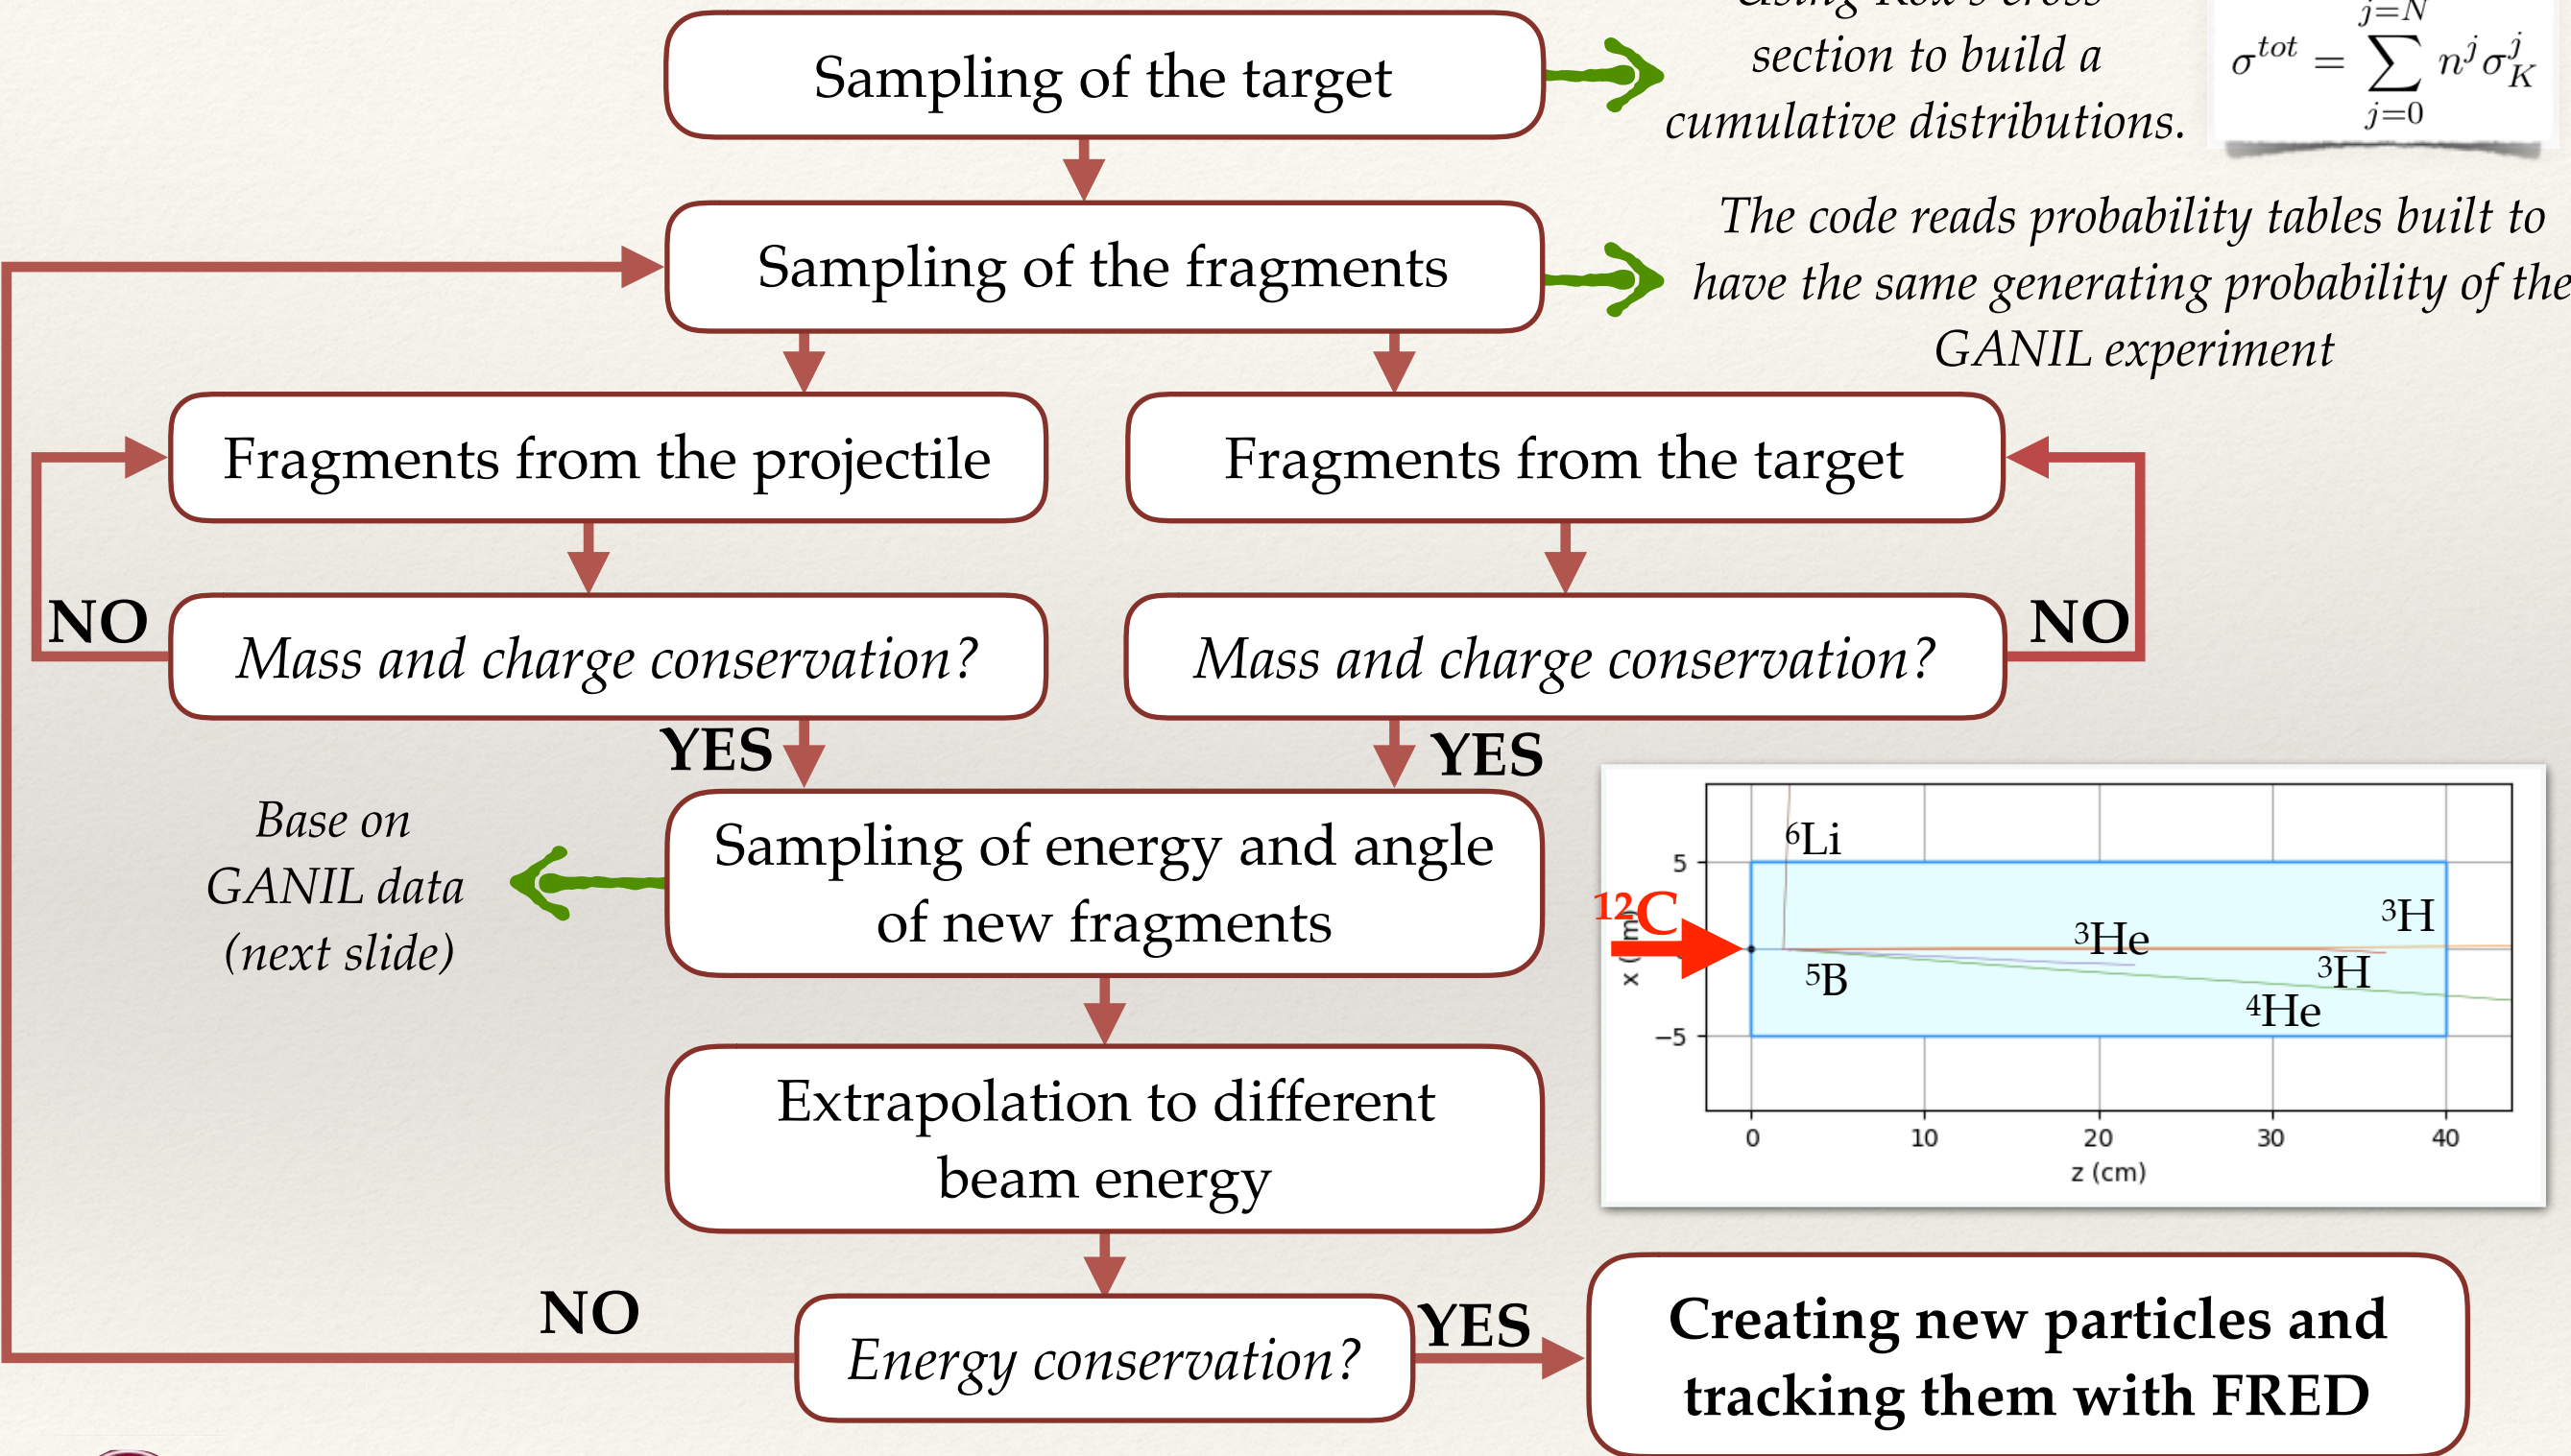 Using Kox's cross
section to build a
cumulative distributions.
j=N
σ^{tot} = ∑ n^j σ_K^j
j=0
Sampling of the target
Sampling of the fragments
The code reads probability tables built to
have the same generating probability of the
GANIL experiment
Fragments from the projectile
Fragments from the target
NO
Mass and charge conservation?
Mass and charge conservation?
NO
YES
YES
Base on
GANIL data
(next slide)
Sampling of energy and angle
of new fragments
⁶Li
5
¹²C
³He
³H
⁵B
³H
⁴He
−5
0 10 20 30 40
z (cm)
Extrapolation to different
beam energy
NO
Energy conservation?
YES
Creating new particles and
tracking them with FRED